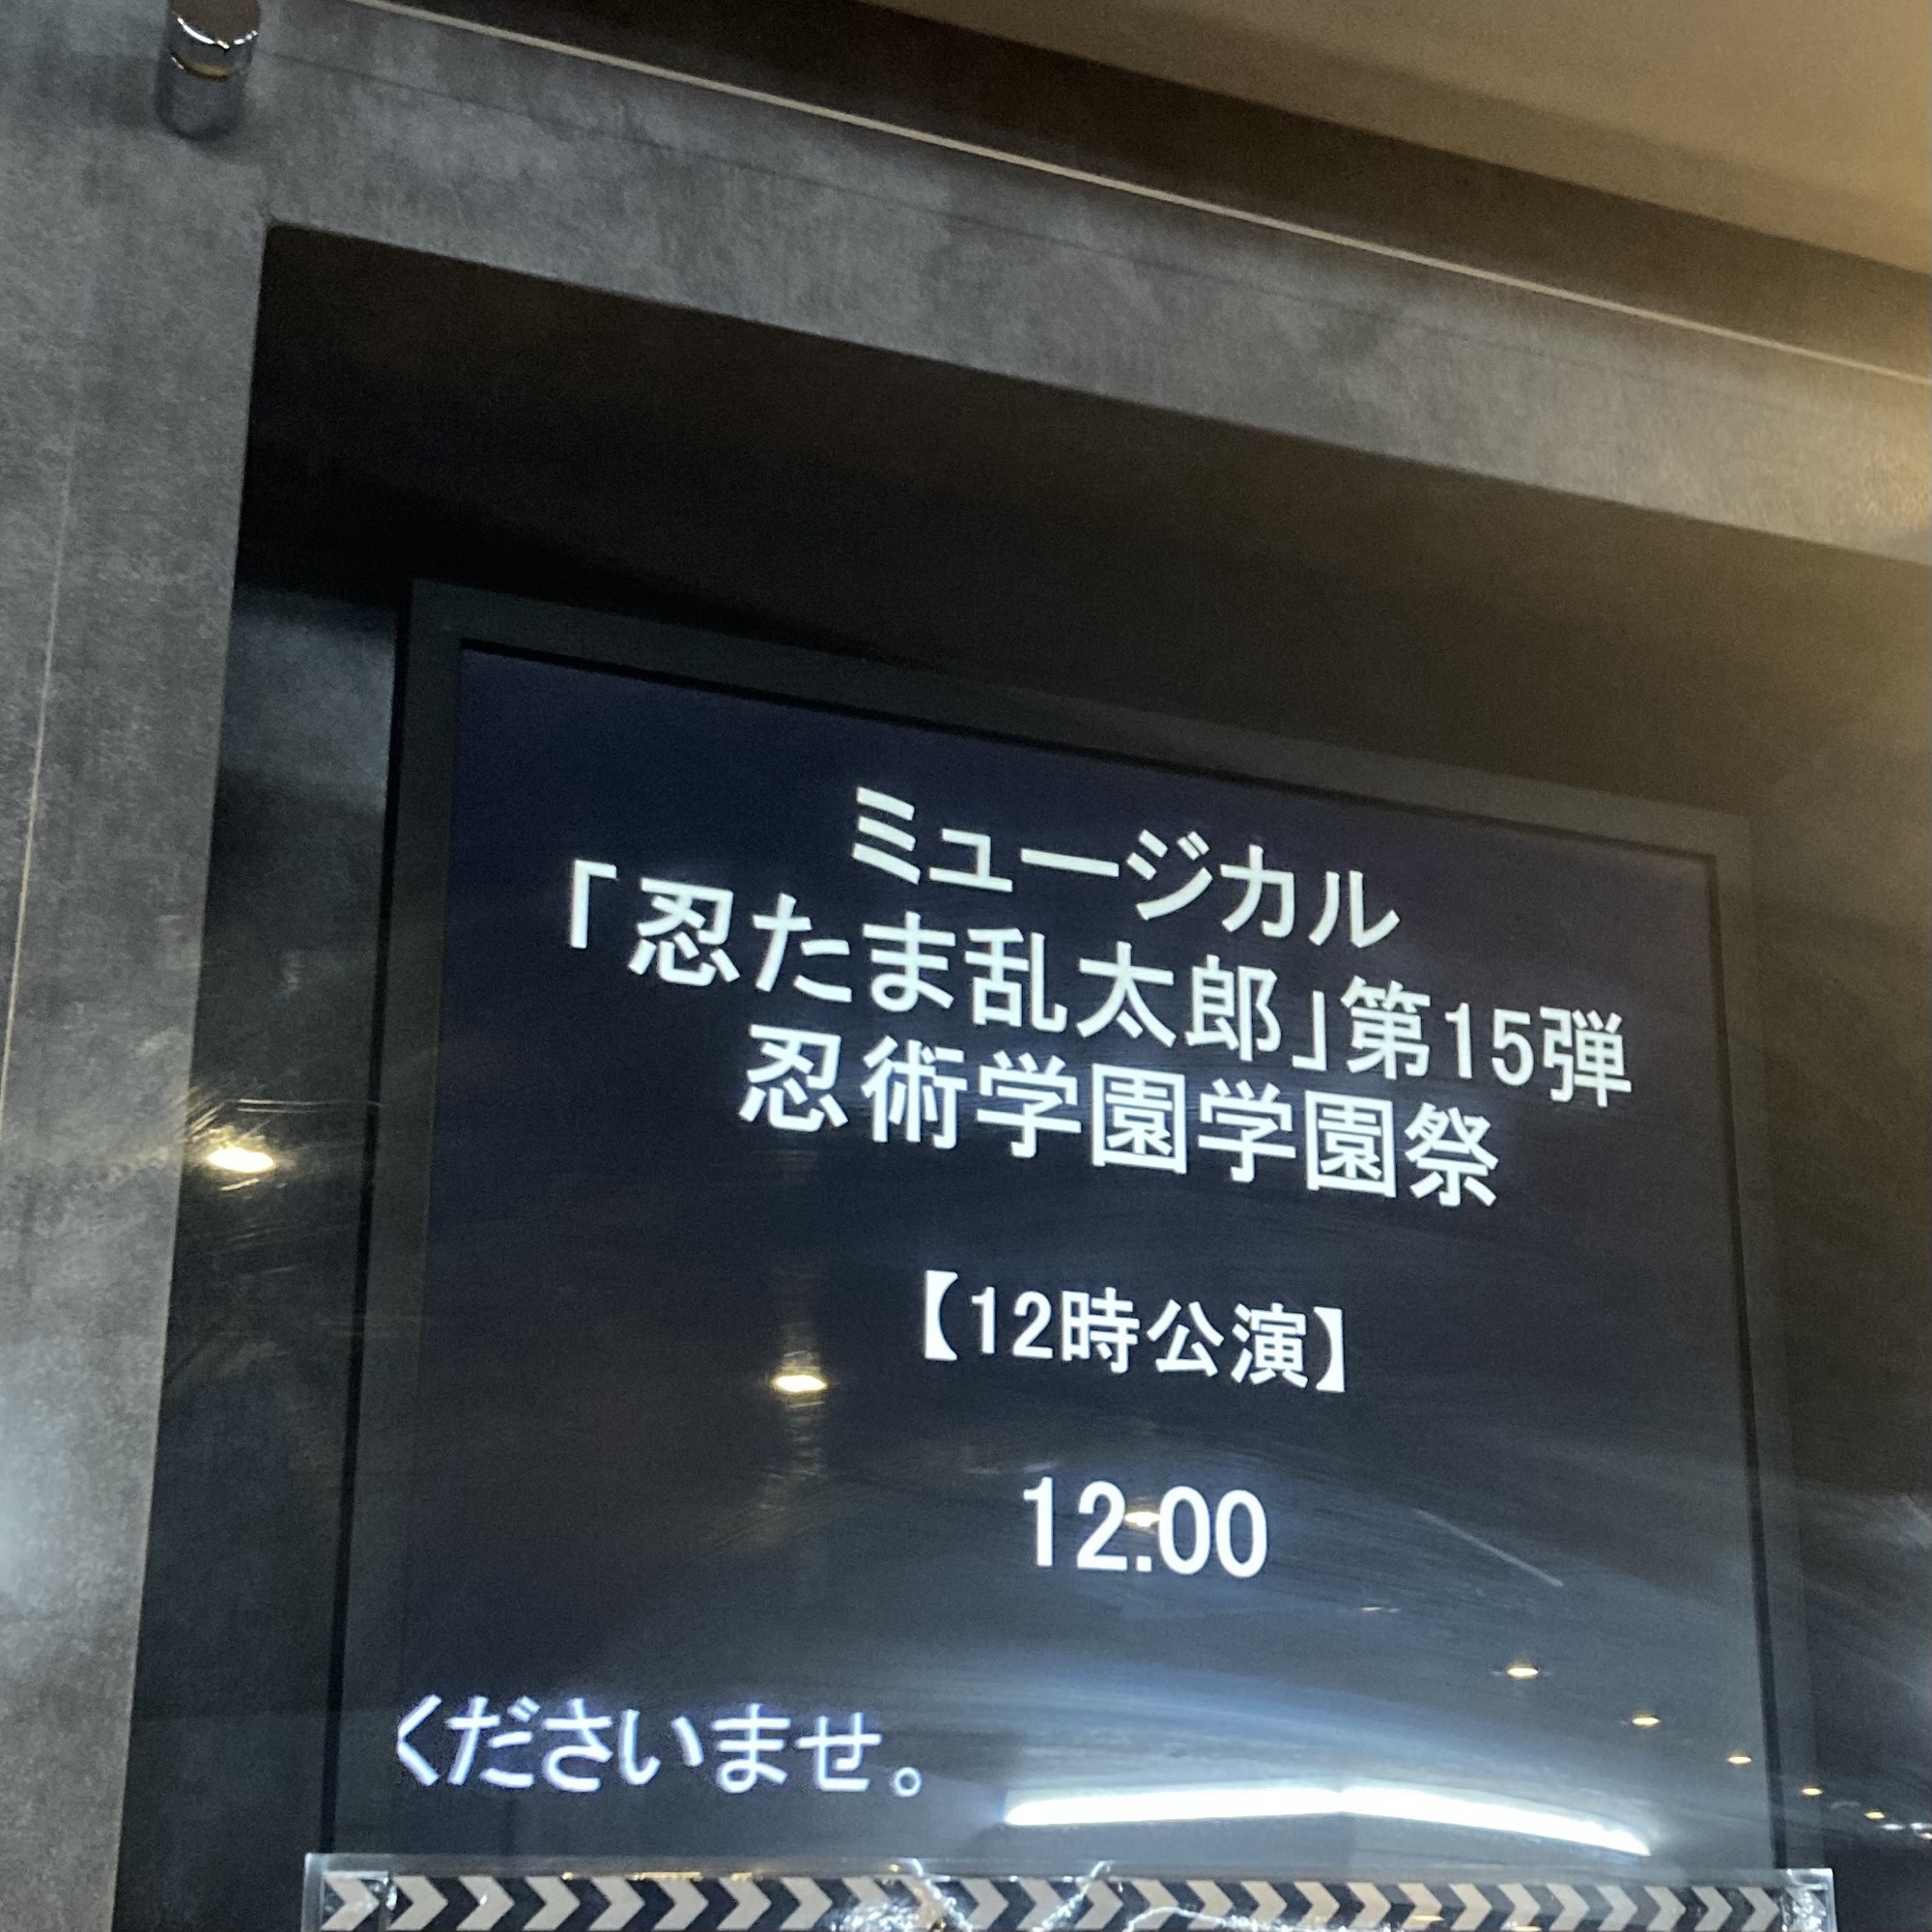 ミュージカル
「忍たま乱太郎」第15弾
忍術学園学園祭
【12時公演】
12:00
くださいませ。